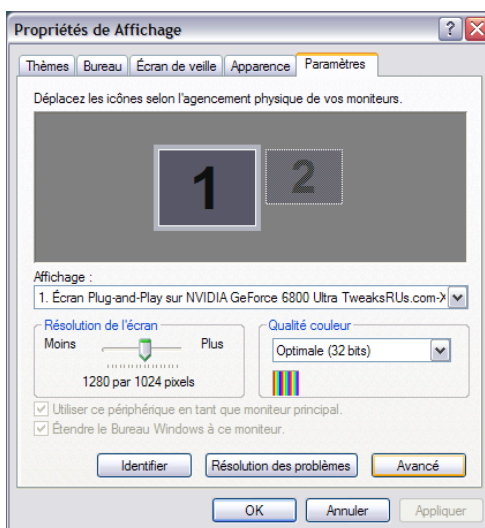 Propriétés de Affichage
Thèmes Bureau Écran de veille Apparence Paramètres
Déplacez les icônes selon l'agencement physique de vos moniteurs.
1 2
Affichage :
1. Écran Plug-and-Play sur NVIDIA GeForce 6800 Ultra TweaksRUs.com-X
Résolution de l'écran Qualité couleur
Moins Plus Optimale (32 bits)
1280 par 1024 pixels
Utiliser ce périphérique en tant que moniteur principal.
Étendre le Bureau Windows à ce moniteur.
Identifier Résolution des problèmes Avancé
OK Annuler Appliquer